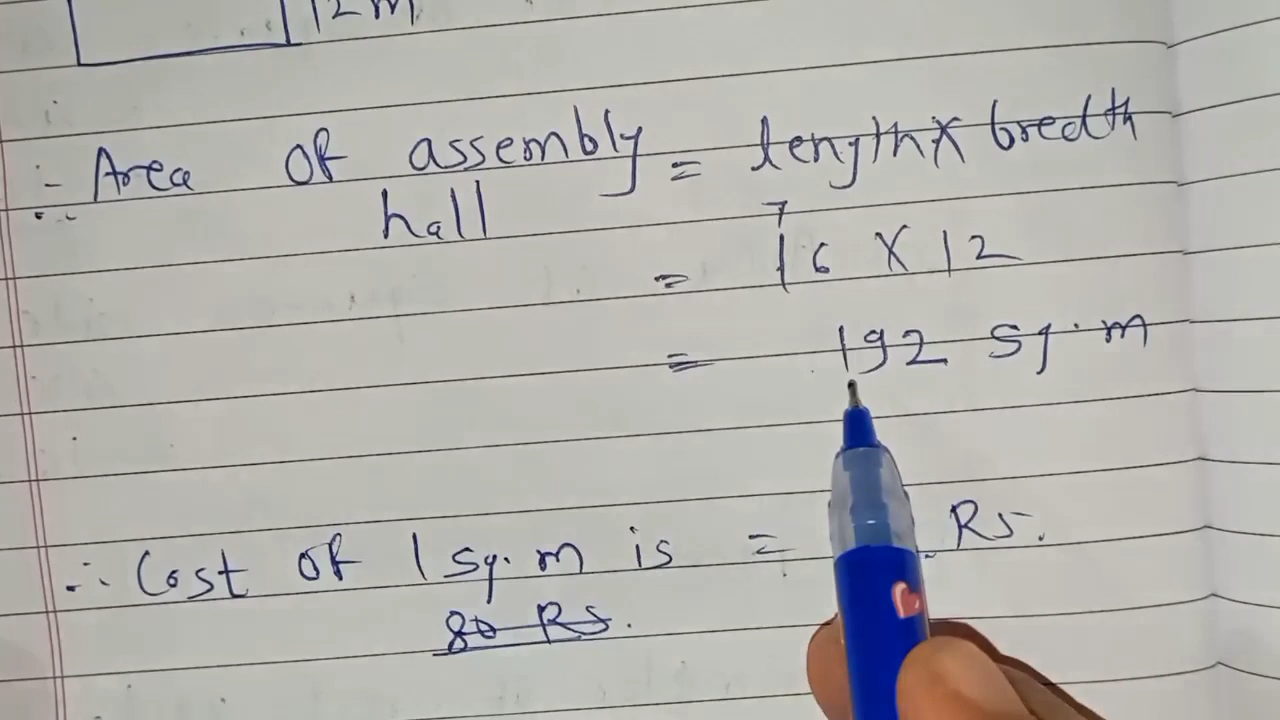 12m
∴ Area of assembly = length X bredth
hall
= 16 X 12
= 192 Sq.m
∴ Cost of 1 sq.m is = Rs.
80 Rs.